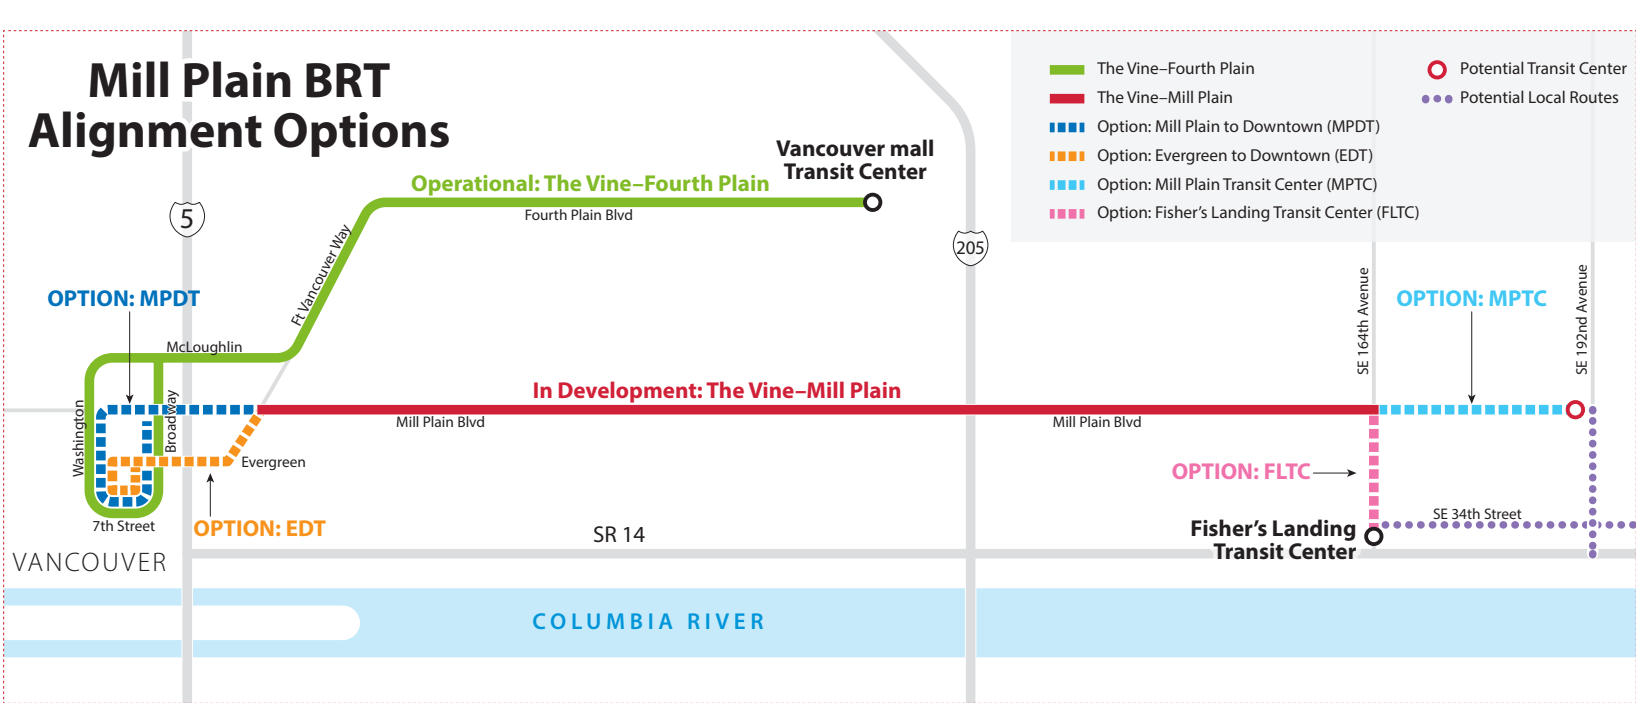 Mill Plain BRT
Alignment Options
The Vine–Fourth Plain
The Vine–Mill Plain
Option: Mill Plain to Downtown (MPDT)
Option: Evergreen to Downtown (EDT)
Option: Mill Plain Transit Center (MPTC)
Option: Fisher's Landing Transit Center (FLTC)
Potential Transit Center
Potential Local Routes
Vancouver mall
Transit Center
Operational: The Vine–Fourth Plain
Fourth Plain Blvd
5
205
Ft Vancouver Way
OPTION: MPDT
McLoughlin
SE 164th Avenue
OPTION: MPTC
SE 192nd Avenue
In Development: The Vine–Mill Plain
Mill Plain Blvd
Mill Plain Blvd
Washington
Broadway
Evergreen
OPTION: FLTC
7th Street
OPTION: EDT
SR 14
SE 34th Street
Fisher's Landing
Transit Center
VANCOUVER
COLUMBIA RIVER